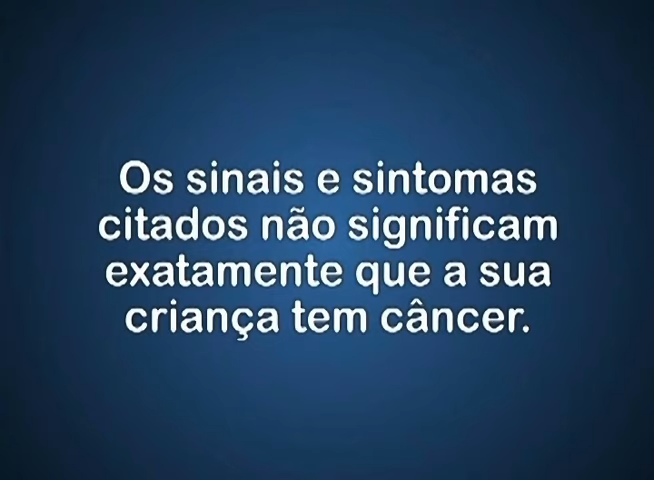 Os sinais e sintomas
citados não significam
exatamente que a sua
criança tem câncer.